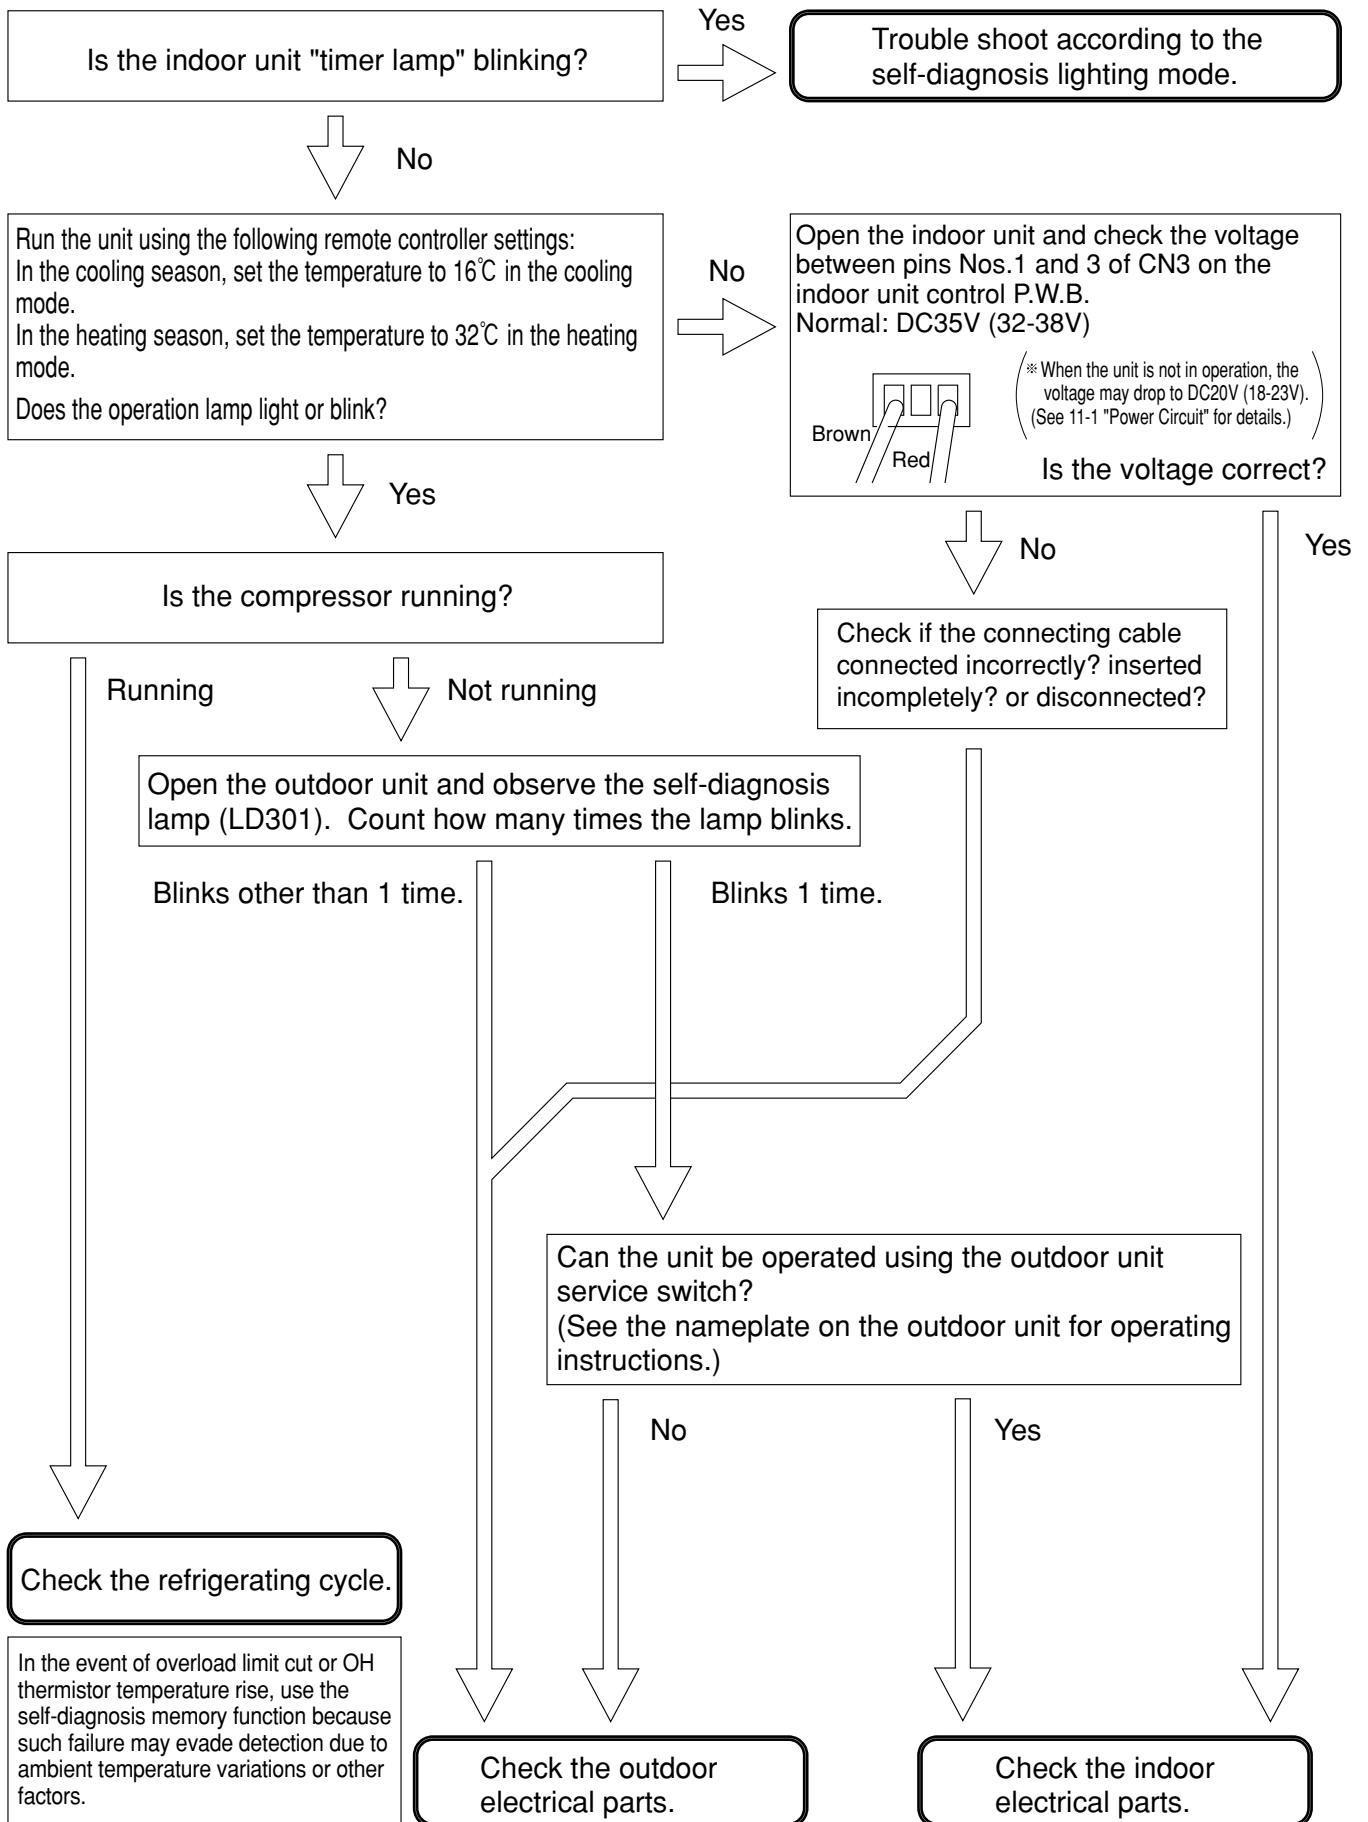 Is the indoor unit "timer lamp" blinking?
Yes
Trouble shoot according to the
self-diagnosis lighting mode.
No
Run the unit using the following remote controller settings:
In the cooling season, set the temperature to 16℃ in the cooling
mode.
In the heating season, set the temperature to 32℃ in the heating
mode.
Does the operation lamp light or blink?
No
Open the indoor unit and check the voltage
between pins Nos.1 and 3 of CN3 on the
indoor unit control P.W.B.
Normal: DC35V (32-38V)
※ When the unit is not in operation, the
voltage may drop to DC20V (18-23V).
(See 11-1 "Power Circuit" for details.)
Brown
Red
Is the voltage correct?
Yes
No
Yes
Is the compressor running?
Check if the connecting cable
connected incorrectly? inserted
incompletely? or disconnected?
Running
Not running
Open the outdoor unit and observe the self-diagnosis
lamp (LD301). Count how many times the lamp blinks.
Blinks other than 1 time.
Blinks 1 time.
Can the unit be operated using the outdoor unit
service switch?
(See the nameplate on the outdoor unit for operating
instructions.)
No
Yes
Check the refrigerating cycle.
In the event of overload limit cut or OH
thermistor temperature rise, use the
self-diagnosis memory function because
such failure may evade detection due to
ambient temperature variations or other
factors.
Check the outdoor
electrical parts.
Check the indoor
electrical parts.